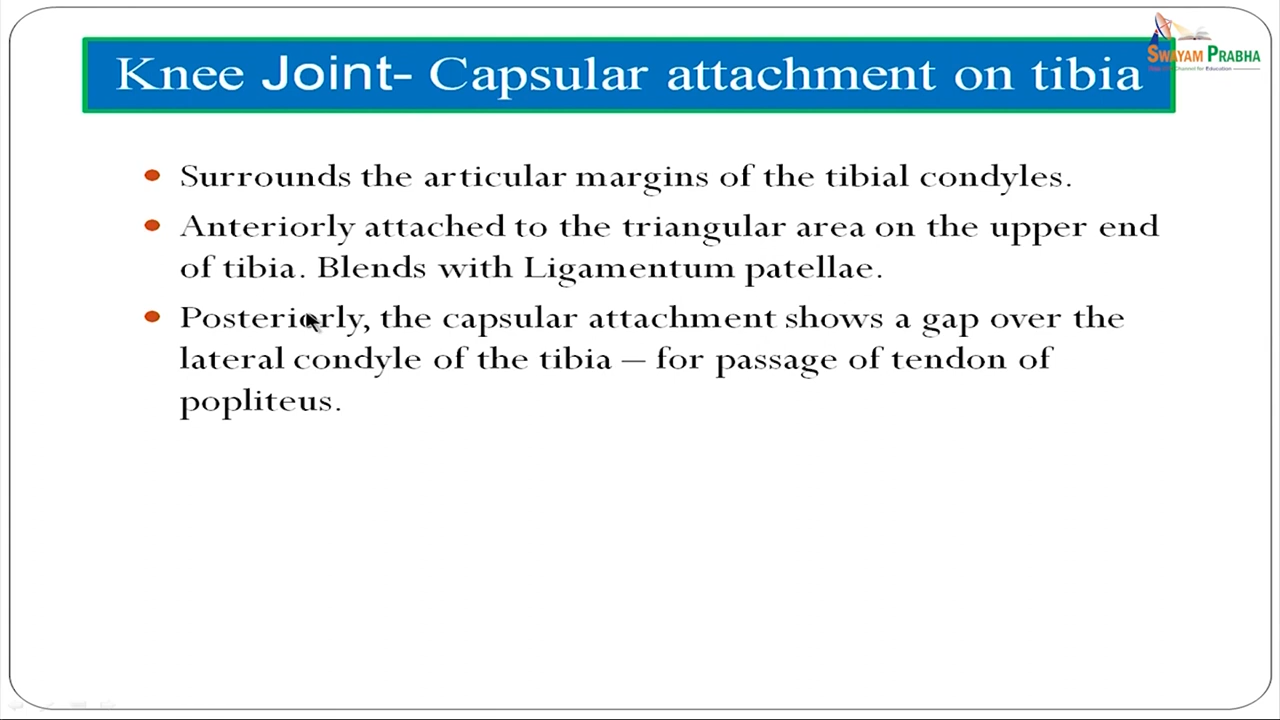 SWAYAM PRABHA
Knee Joint- Capsular attachment on tibia
Surrounds the articular margins of the tibial condyles.
Anteriorly attached to the triangular area on the upper end
of tibia. Blends with Ligamentum patellae.
Posteriorly, the capsular attachment shows a gap over the
lateral condyle of the tibia – for passage of tendon of
popliteus.